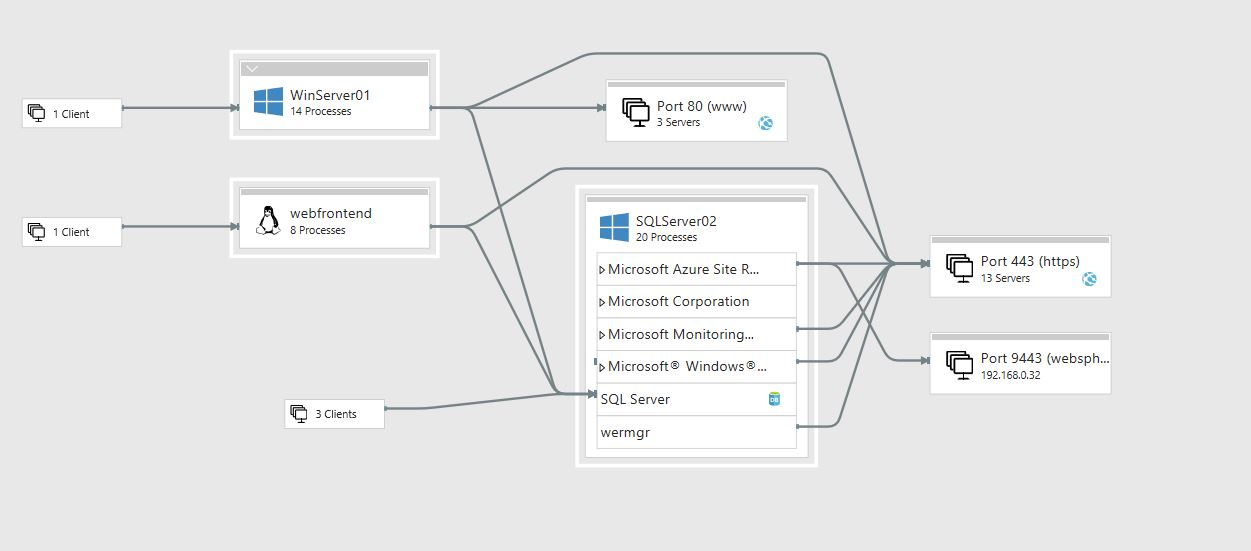 1 Client
WinServer01
14 Processes
Port 80 (www)
3 Servers
1 Client
webfrontend
8 Processes
SQLServer02
20 Processes
Microsoft Azure Site R...
Microsoft Corporation
Microsoft Monitoring...
Microsoft® Windows®...
SQL Server
DB
wermgr
Port 443 (https)
13 Servers
Port 9443 (websph...
192.168.0.32
3 Clients